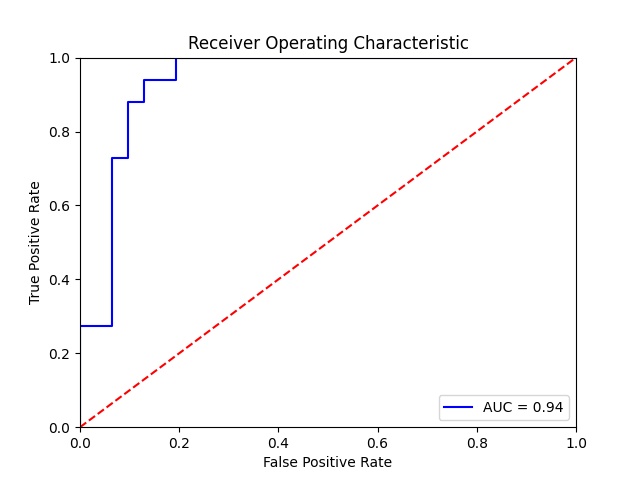 Receiver Operating Characteristic
1.0
0.8
0.6
0.4
0.2
0.0
True Positive Rate
AUC = 0.94
0.0 0.2 0.4 0.6 0.8 1.0
False Positive Rate